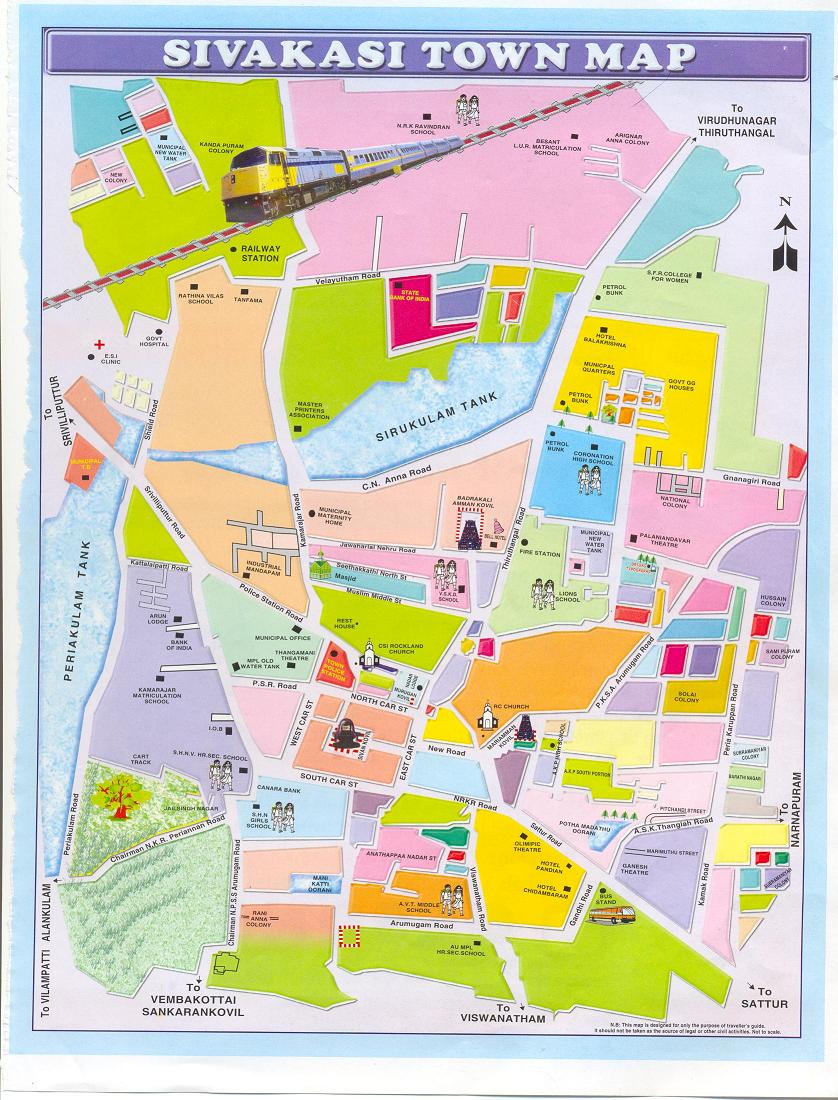 SIVAKASI TOWN MAP
To
VIRUDHUNAGAR
THIRUTHANGAL
N.R.K RAVINDRAN
SCHOOL
BESANT
L.U.R. MATRICULATION
SCHOOL
ARIGNAR
ANNA COLONY
MUNICIPAL
NEW WATER
TANK
KANDA PURAM
COLONY
NEW
COLONY
N
RAILWAY
STATION
Velayutham Road
S.F.R.COLLEGE
FOR WOMEN
PETROL
BUNK
RATHINA VILAS
SCHOOL
TANFAMA
STATE
BANK OF INDIA
HOTEL
BALAKRISHNA
GOVT
HOSPITAL
E.S.I
CLINIC
MUNICPAL
QUARTERS
GOVT GG
HOUSES
PETROL
BUNK
MASTER
PRINTERS
ASSOCIATION
SIRUKULAM TANK
To
SRIVILLIPUTTUR
Shield Road
PETROL
BUNK
CORONATION
HIGH SCHOOL
MUNICIPAL
T.B
C.N. Anna Road
Gnanagiri Road
NATIONAL
COLONY
Srivilliputtur Road
Kamarajar Road
MUNICIPAL
MATERNITY
HOME
BADRAKALI
AMMAN KOVIL
BELL HOTEL
Thiruthangal Road
MUNICIPAL
NEW
WATER
TANK
PALANIANDAVAR
THEATRE
FIRE STATION
Jawaharlal Nehru Road
PERIAKULAM TANK
Kattalaipatti Road
INDUSTRIAL
MANDAPAM
Seethakkathi North St
Masjid
Muslim Middle St
V.S.K.D.
SCHOOL
LIONS
SCHOOL
HUSSAIN
COLONY
Police Station Road
ARUN
LODGE
BANK
OF INDIA
MUNICIPAL OFFICE
REST
HOUSE
CSI ROCKLAND
CHURCH
THANGAMANI
THEATRE
MPL OLD
WATER TANK
TOWN
POLICE
STATION
SAMI PURAM
COLONY
P.K.S.A. Arumugam Road
KAMARAJAR
MATRICULATION
SCHOOL
P.S.R. Road
MURUGAN
KOVIL
NORTH CAR ST
SOLAI
COLONY
RC CHURCH
WEST CAR ST
SIVAN KOVIL
EAST CAR ST
MARIAMMAN
KOVIL
Peria Karuppan Road
I.O.B
New Road
CART
TRACK
S.H.N.V. HR.SEC. SCHOOL
SUBRAMANIYAR
COLONY
A.K.P SOUTH PORTION
BARATHI NAGAR
SOUTH CAR ST
CANARA BANK
JAILSINGH NAGAR
S.H.N
GIRLS
SCHOOL
NRKR Road
PITCHANDI STREET
To
NARNAPURAM
Periakulam Road
Chairman N.K.R. Periannan Road
Sathur Road
POTHA MADATHU
OORANI
A.S.K.Thangiah Road
OLIMPIC
THEATRE
MARIMUTHU STREET
GANESH
THEATRE
ANATHAPPAA NADAR ST
HOTEL
PANDIAN
Chairman N.P.S.S Arumugam Road
MANI
KATTI
OORANI
HOTEL
CHIDAMBARAM
Viswanatham Road
Gandhi Road
Kamak Road
A.V.T. MIDDLE
SCHOOL
BUS
STAND
RANI
ANNA
COLONY
Arumugam Road
AU MPL
HR.SEC.SCHOOL
To VILAMPATTI ALANKULAM
To
VEMBAKOTTAI
SANKARANKOVIL
To
VISWANATHAM
To
SATTUR
N.B: This map is designed for only the purpose of traveller's guide.
It should not be taken as the source of legal or other civil activities. Not to scale.